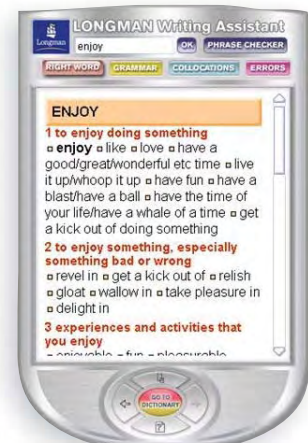 LONGMAN Writing Assistant
Longman
enjoy
OK
PHRASE CHECKER
RIGHT WORD
GRAMMAR
COLLOCATIONS
ERRORS
ENJOY
1 to enjoy doing something
enjoy like love have a
good/great/wonderful etc time live
it up/whoop it up have fun have a
blast/have a ball have the time of
your life/have a whale of a time get
a kick out of doing something
2 to enjoy something, especially
something bad or wrong
revel in get a kick out of relish
gloat wallow in take pleasure in
delight in
3 experiences and activities that
you enjoy
enjoyable fun pleasurable
GO TO
DICTIONARY